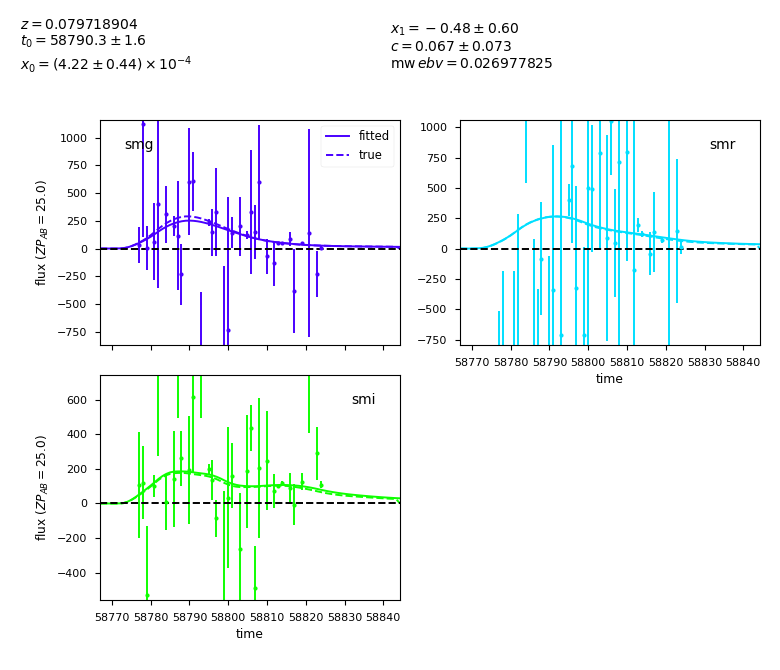 z = 0.079718904
t₀ = 58790.3 ± 1.6
x₀ = (4.22 ± 0.44) × 10⁻⁴
x₁ = −0.48 ± 0.60
c = 0.067 ± 0.073
mw ebv = 0.026977825
smg
fitted
true
1000
750
500
250
0
−250
−500
−750
flux (ZP_AB = 25.0)
smr
1000
750
500
250
0
−250
−500
−750
58770 58780 58790 58800 58810 58820 58830 58840
time
smi
600
400
200
0
−200
−400
flux (ZP_AB = 25.0)
58770 58780 58790 58800 58810 58820 58830 58840
time